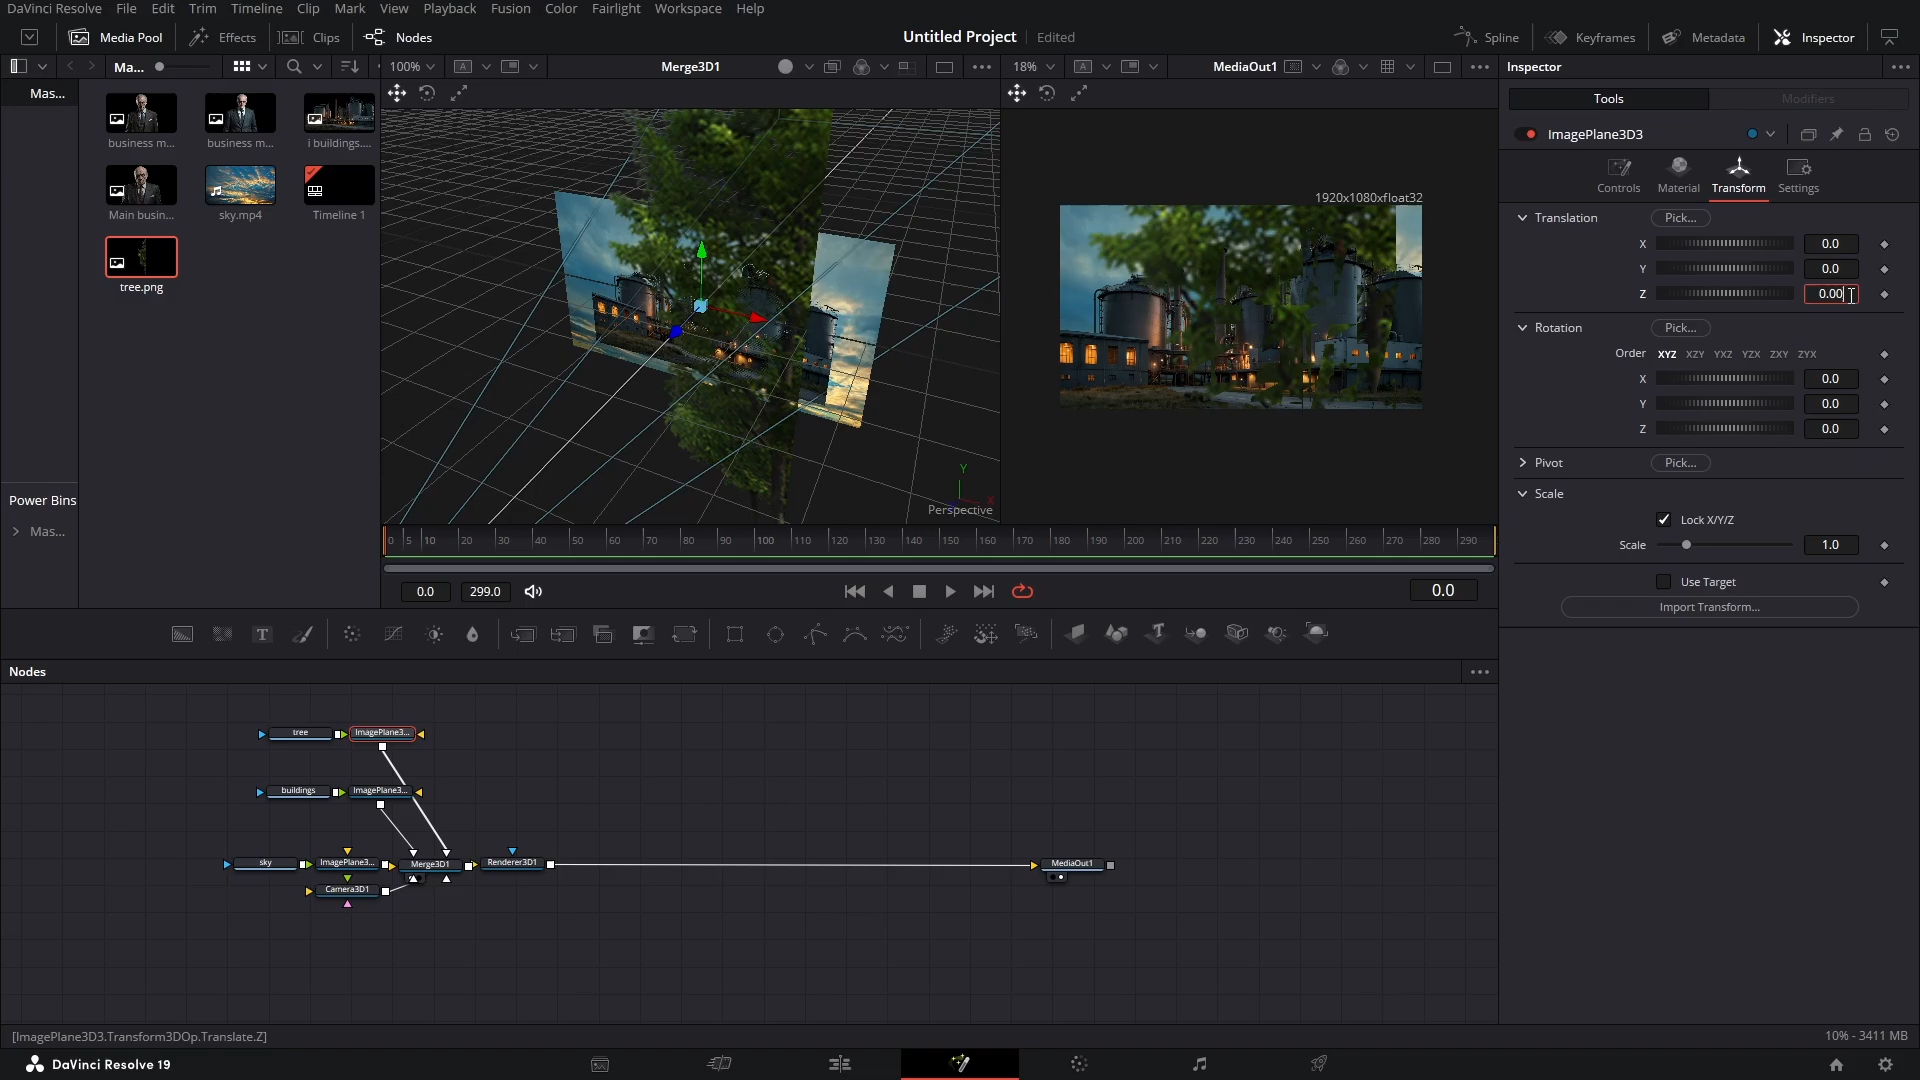 DaVinci Resolve File Edit Trim Timeline Clip Mark View Playback Fusion Color Fairlight Workspace Help
Media Pool Effects Clips Nodes Untitled Project Edited Spline Keyframes Metadata Inspector
Ma... 100% A Merge3D1 18% A MediaOut1 Inspector
Mas...
Tools Modifiers
business m... business m... i buildings....
ImagePlane3D3
Main busin... sky.mp4 Timeline 1
Controls Material Transform Settings
tree.png
1920x1080xfloat32
Translation Pick...
X 0.0
Y 0.0
Z 0.00
Rotation Pick...
Order XYZ XZY YXZ YZX ZXY ZYX
X 0.0
Y 0.0
Z 0.0
Pivot Pick...
Scale
Lock X/Y/Z
Scale 1.0
Use Target
Import Transform...
Y
X
Perspective
Power Bins
Mas...
0 5 10 20 30 40 50 60 70 80 90 100 110 120 130 140 150 160 170 180 190 200 210 220 230 240 250 260 270 280 290
0.0 299.0 0.0
T
T
Nodes
tree ImagePlane3...
buildings ImagePlane3...
sky ImagePlane3... Merge3D1 Renderer3D1 MediaOut1
Camera3D1
[ImagePlane3D3.Transform3DOp.Translate.Z] 10% - 3411 MB
DaVinci Resolve 19